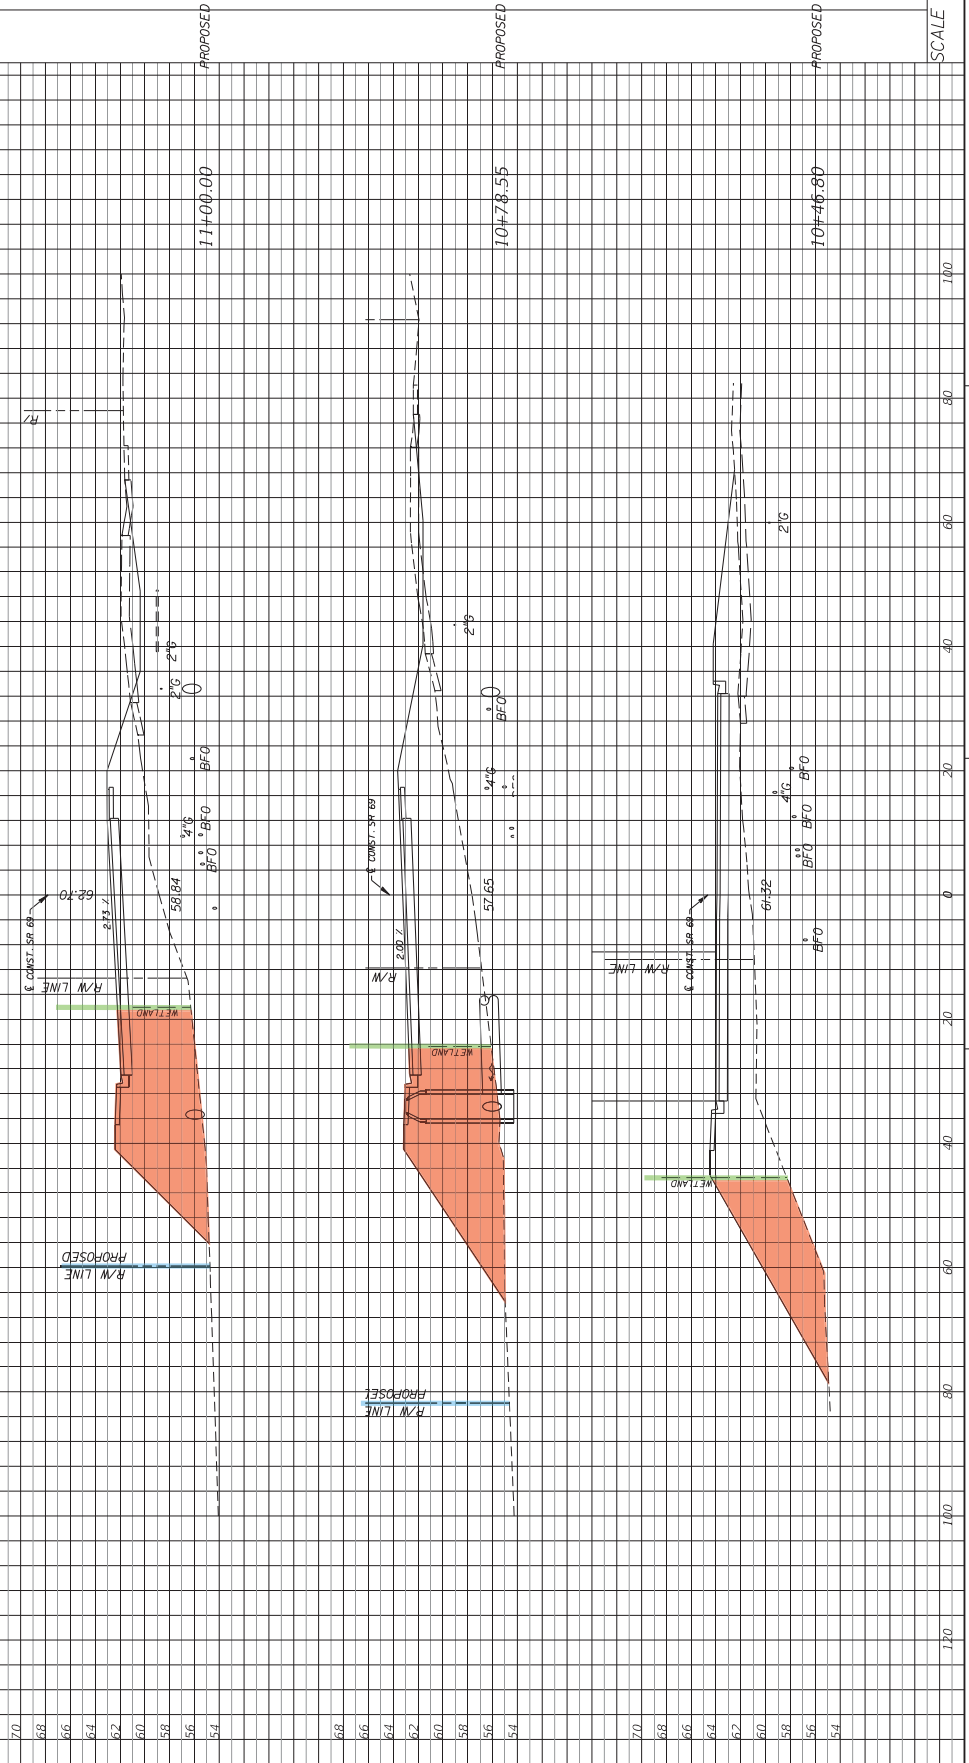 PROPOSED
PROPOSED
PROPOSED
SCALE
11+00.00
10+78.55
10+46.80
100
80
60
40
20
0
20
40
60
80
100
120
R/
2"G
2"G
BFO
4"G
BFO
BFO
℄ CONST. SR 69
62.70
58.84
2.73 %
R/W LINE
WETLAND
PROPOSED
R/W LINE
70
68
66
64
62
60
58
56
54
2"G
BFO
4"G
℄ CONST. SR 69
57.65
2.00 %
R/W
WETLAND
R/W LINE
68
66
64
62
60
58
56
54
2"G
BFO
4"G
BFO
BFO
℄ CONST. SR 69
61.32
BFO
R/W LINE
WETLAND
70
68
66
64
62
60
58
56
54